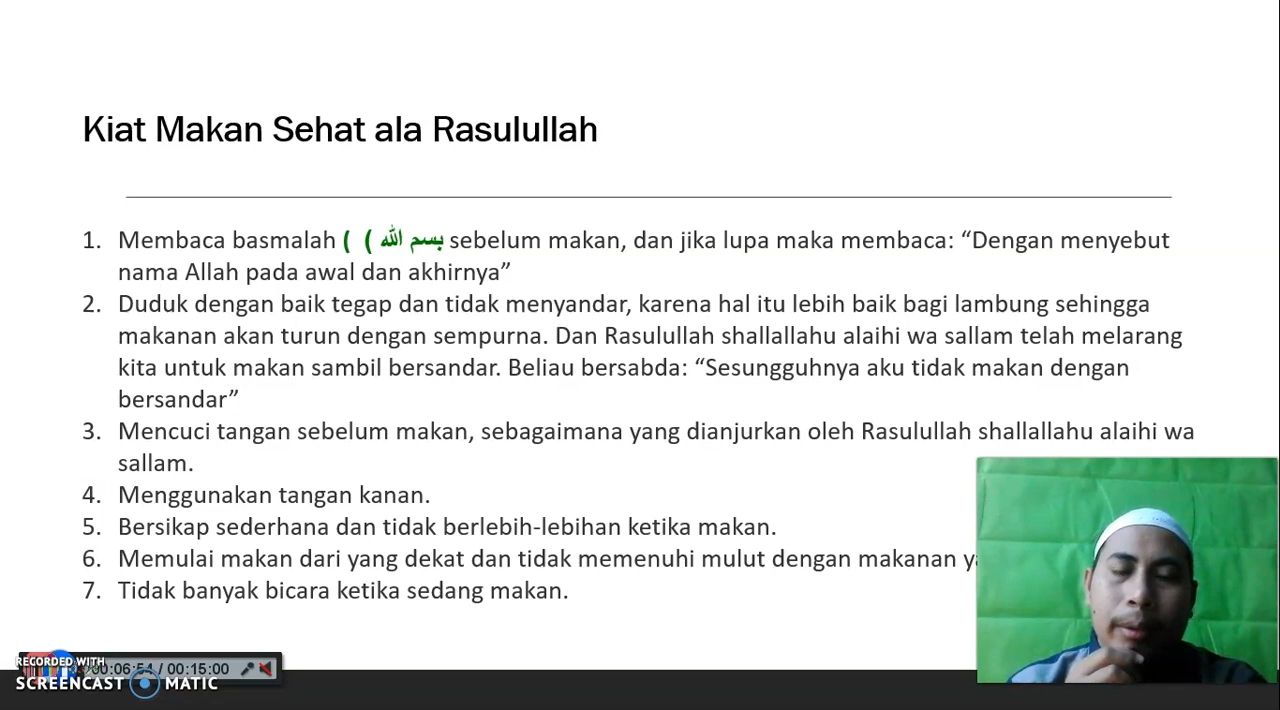 Kiat Makan Sehat ala Rasulullah
1. Membaca basmalah ( ( بسم الله sebelum makan, dan jika lupa maka membaca: “Dengan menyebut
nama Allah pada awal dan akhirnya”
2. Duduk dengan baik tegap dan tidak menyandar, karena hal itu lebih baik bagi lambung sehingga
makanan akan turun dengan sempurna. Dan Rasulullah shallallahu alaihi wa sallam telah melarang
kita untuk makan sambil bersandar. Beliau bersabda: “Sesungguhnya aku tidak makan dengan
bersandar”
3. Mencuci tangan sebelum makan, sebagaimana yang dianjurkan oleh Rasulullah shallallahu alaihi wa
sallam.
4. Menggunakan tangan kanan.
5. Bersikap sederhana dan tidak berlebih-lebihan ketika makan.
6. Memulai makan dari yang dekat dan tidak memenuhi mulut dengan makanan
7. Tidak banyak bicara ketika sedang makan.
RECORDED WITH
:06:54 / 00:15:00
SCREENCAST MATIC